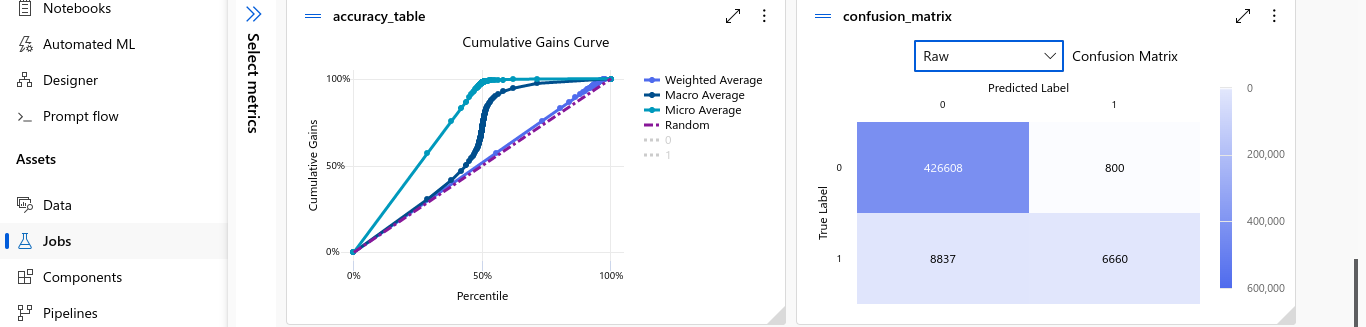 Notebooks
Automated ML
Designer
Prompt flow
Assets
Data
Jobs
Components
Pipelines
Select metrics
accuracy_table
Cumulative Gains Curve
Cumulative Gains
100%
50%
0%
0%
50%
100%
Percentile
Weighted Average
Macro Average
Micro Average
Random
0
1
confusion_matrix
Raw
Confusion Matrix
Predicted Label
0
1
True Label
0
426608
800
1
8837
6660
0
200,000
400,000
600,000